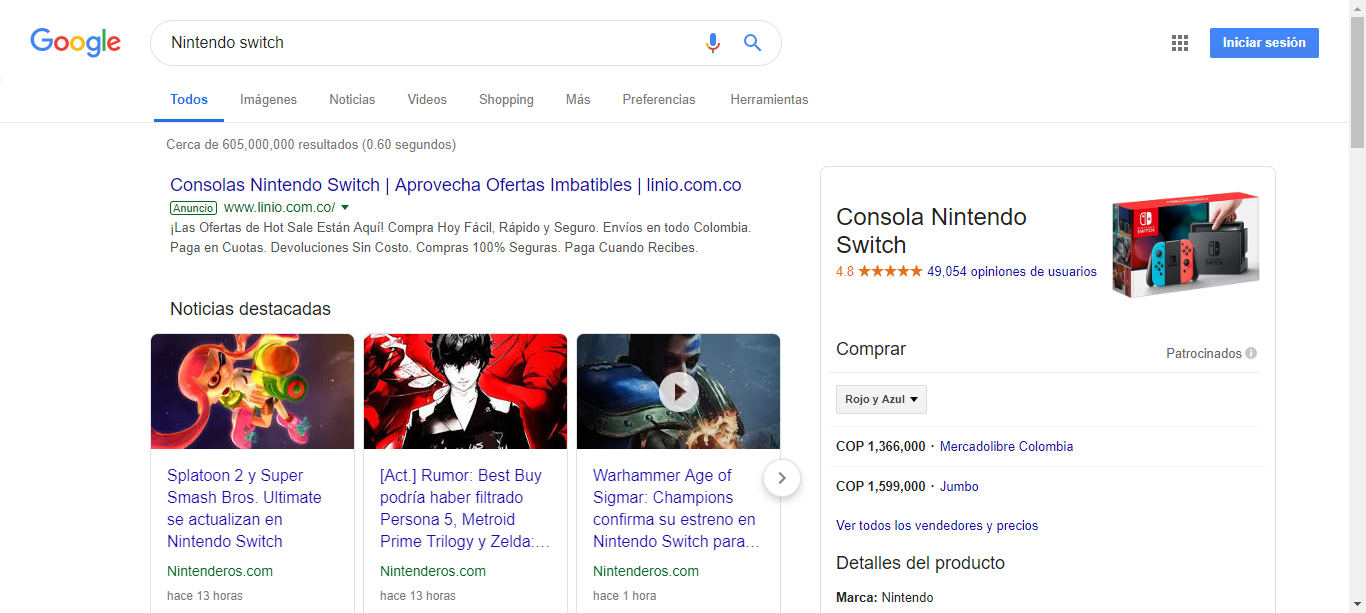 Google
Nintendo switch
Iniciar sesión
Todos
Imágenes
Noticias
Videos
Shopping
Más
Preferencias
Herramientas
Cerca de 605,000,000 resultados (0.60 segundos)
Consolas Nintendo Switch | Aprovecha Ofertas Imbatibles | linio.com.co
Anuncio www.linio.com.co/
¡Las Ofertas de Hot Sale Están Aquí! Compra Hoy Fácil, Rápido y Seguro. Envíos en todo Colombia.
Paga en Cuotas. Devoluciones Sin Costo. Compras 100% Seguras. Paga Cuando Recibes.
Noticias destacadas
Splatoon 2 y Super
Smash Bros. Ultimate
se actualizan en
Nintendo Switch
Nintenderos.com
hace 13 horas
[Act.] Rumor: Best Buy
podría haber filtrado
Persona 5, Metroid
Prime Trilogy y Zelda:...
Nintenderos.com
hace 13 horas
Warhammer Age of
Sigmar: Champions
confirma su estreno en
Nintendo Switch para...
Nintenderos.com
hace 1 hora
Consola Nintendo
Switch
4.8 ★★★★★ 49,054 opiniones de usuarios
Comprar
Patrocinados
Rojo y Azul
COP 1,366,000 · Mercadolibre Colombia
COP 1,599,000 · Jumbo
Ver todos los vendedores y precios
Detalles del producto
Marca: Nintendo